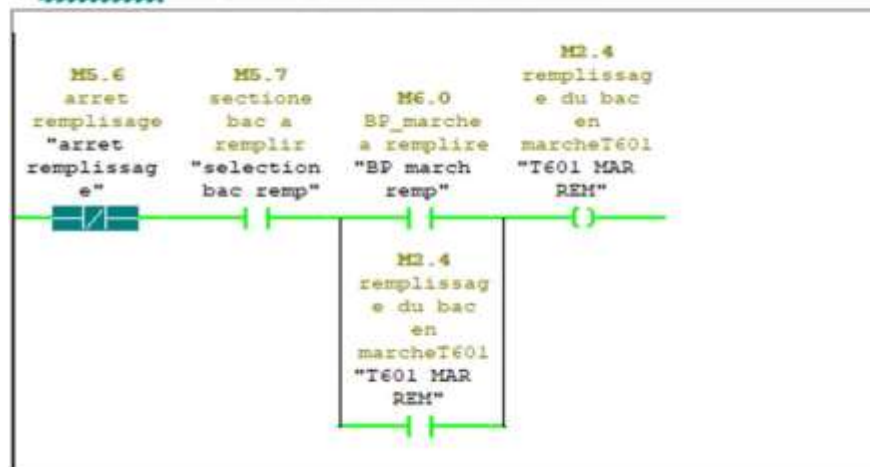 M5.6
arret
remplisage
"arret
remplissag
e"
M5.7
sectione
bac a
remplir
"selection
bac remp"
M6.0
BP_marche
a remplire
"BP march
remp"
M2.4
remplissag
e du bac
en
marcheT601
"T601 MAR
REM"
M2.4
remplissag
e du bac
en
marcheT601
"T601 MAR
REM"